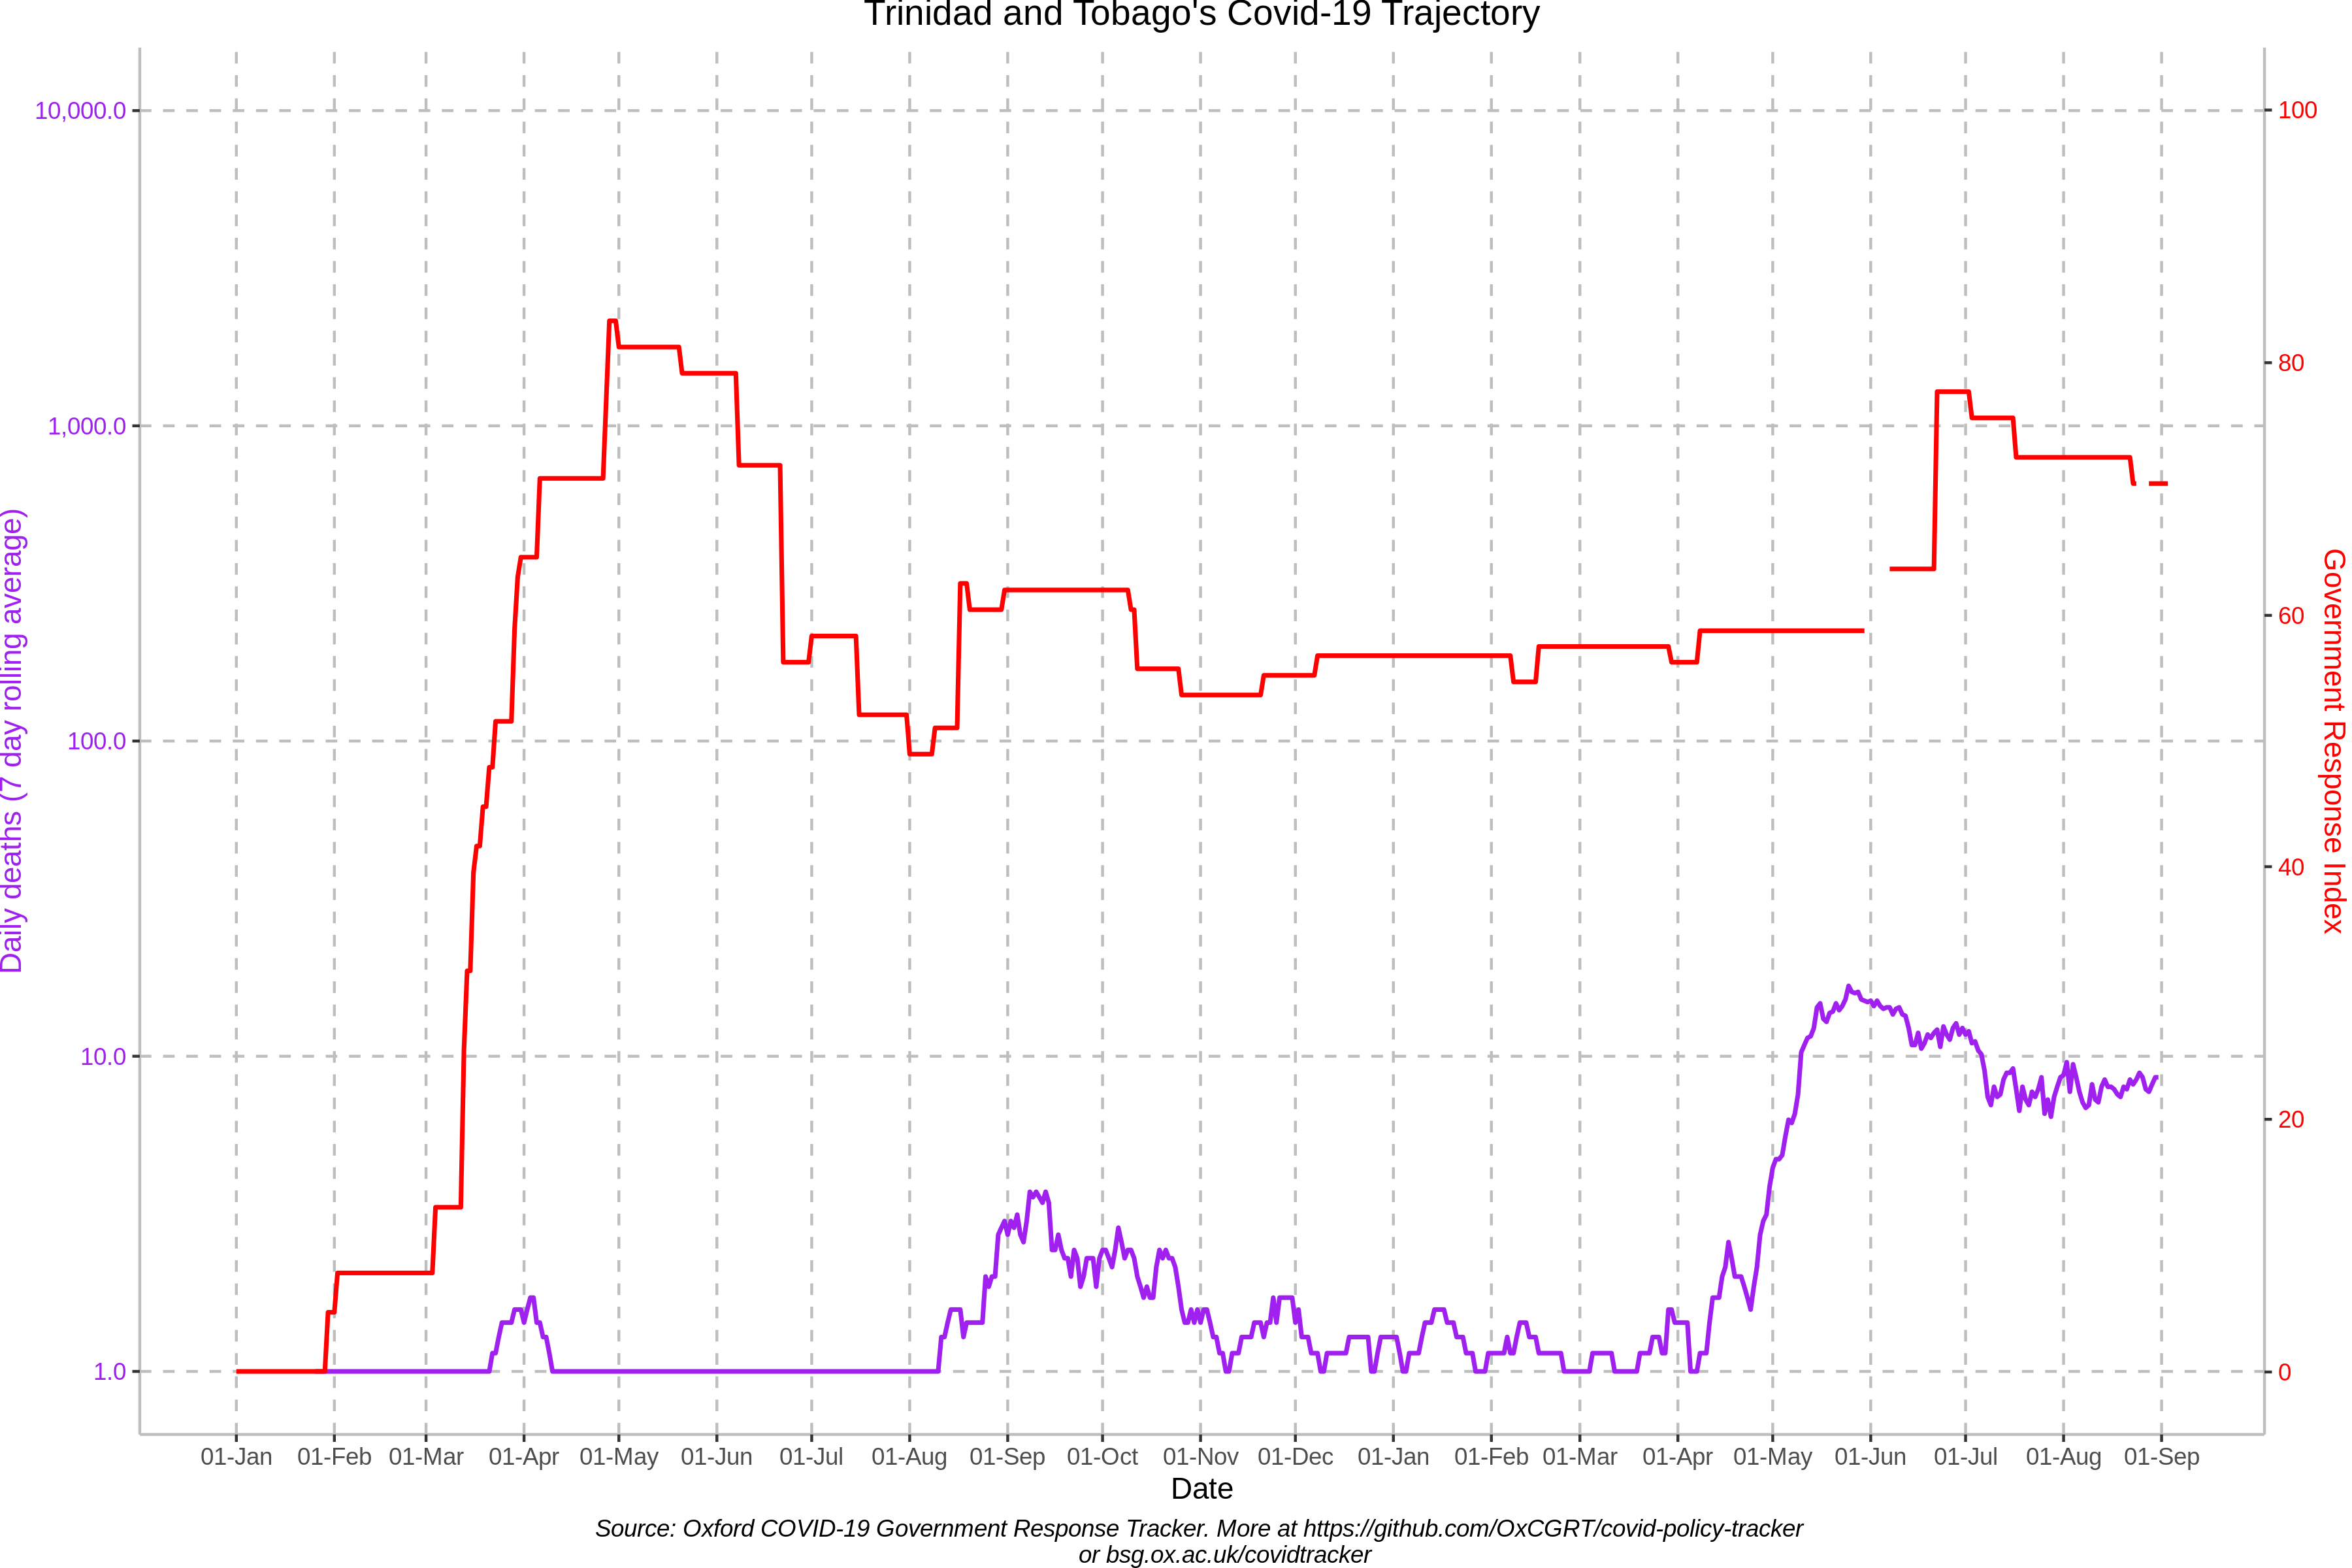 Trinidad and Tobago's Covid-19 Trajectory
10,000.0
1,000.0
100.0
10.0
1.0
Daily deaths (7 day rolling average)
100
80
60
40
20
0
Government Response Index
01-Jan 01-Feb 01-Mar 01-Apr 01-May 01-Jun 01-Jul 01-Aug 01-Sep 01-Oct 01-Nov 01-Dec 01-Jan 01-Feb 01-Mar 01-Apr 01-May 01-Jun 01-Jul 01-Aug 01-Sep
Date
Source: Oxford COVID-19 Government Response Tracker. More at https://github.com/OxCGRT/covid-policy-tracker
or bsg.ox.ac.uk/covidtracker